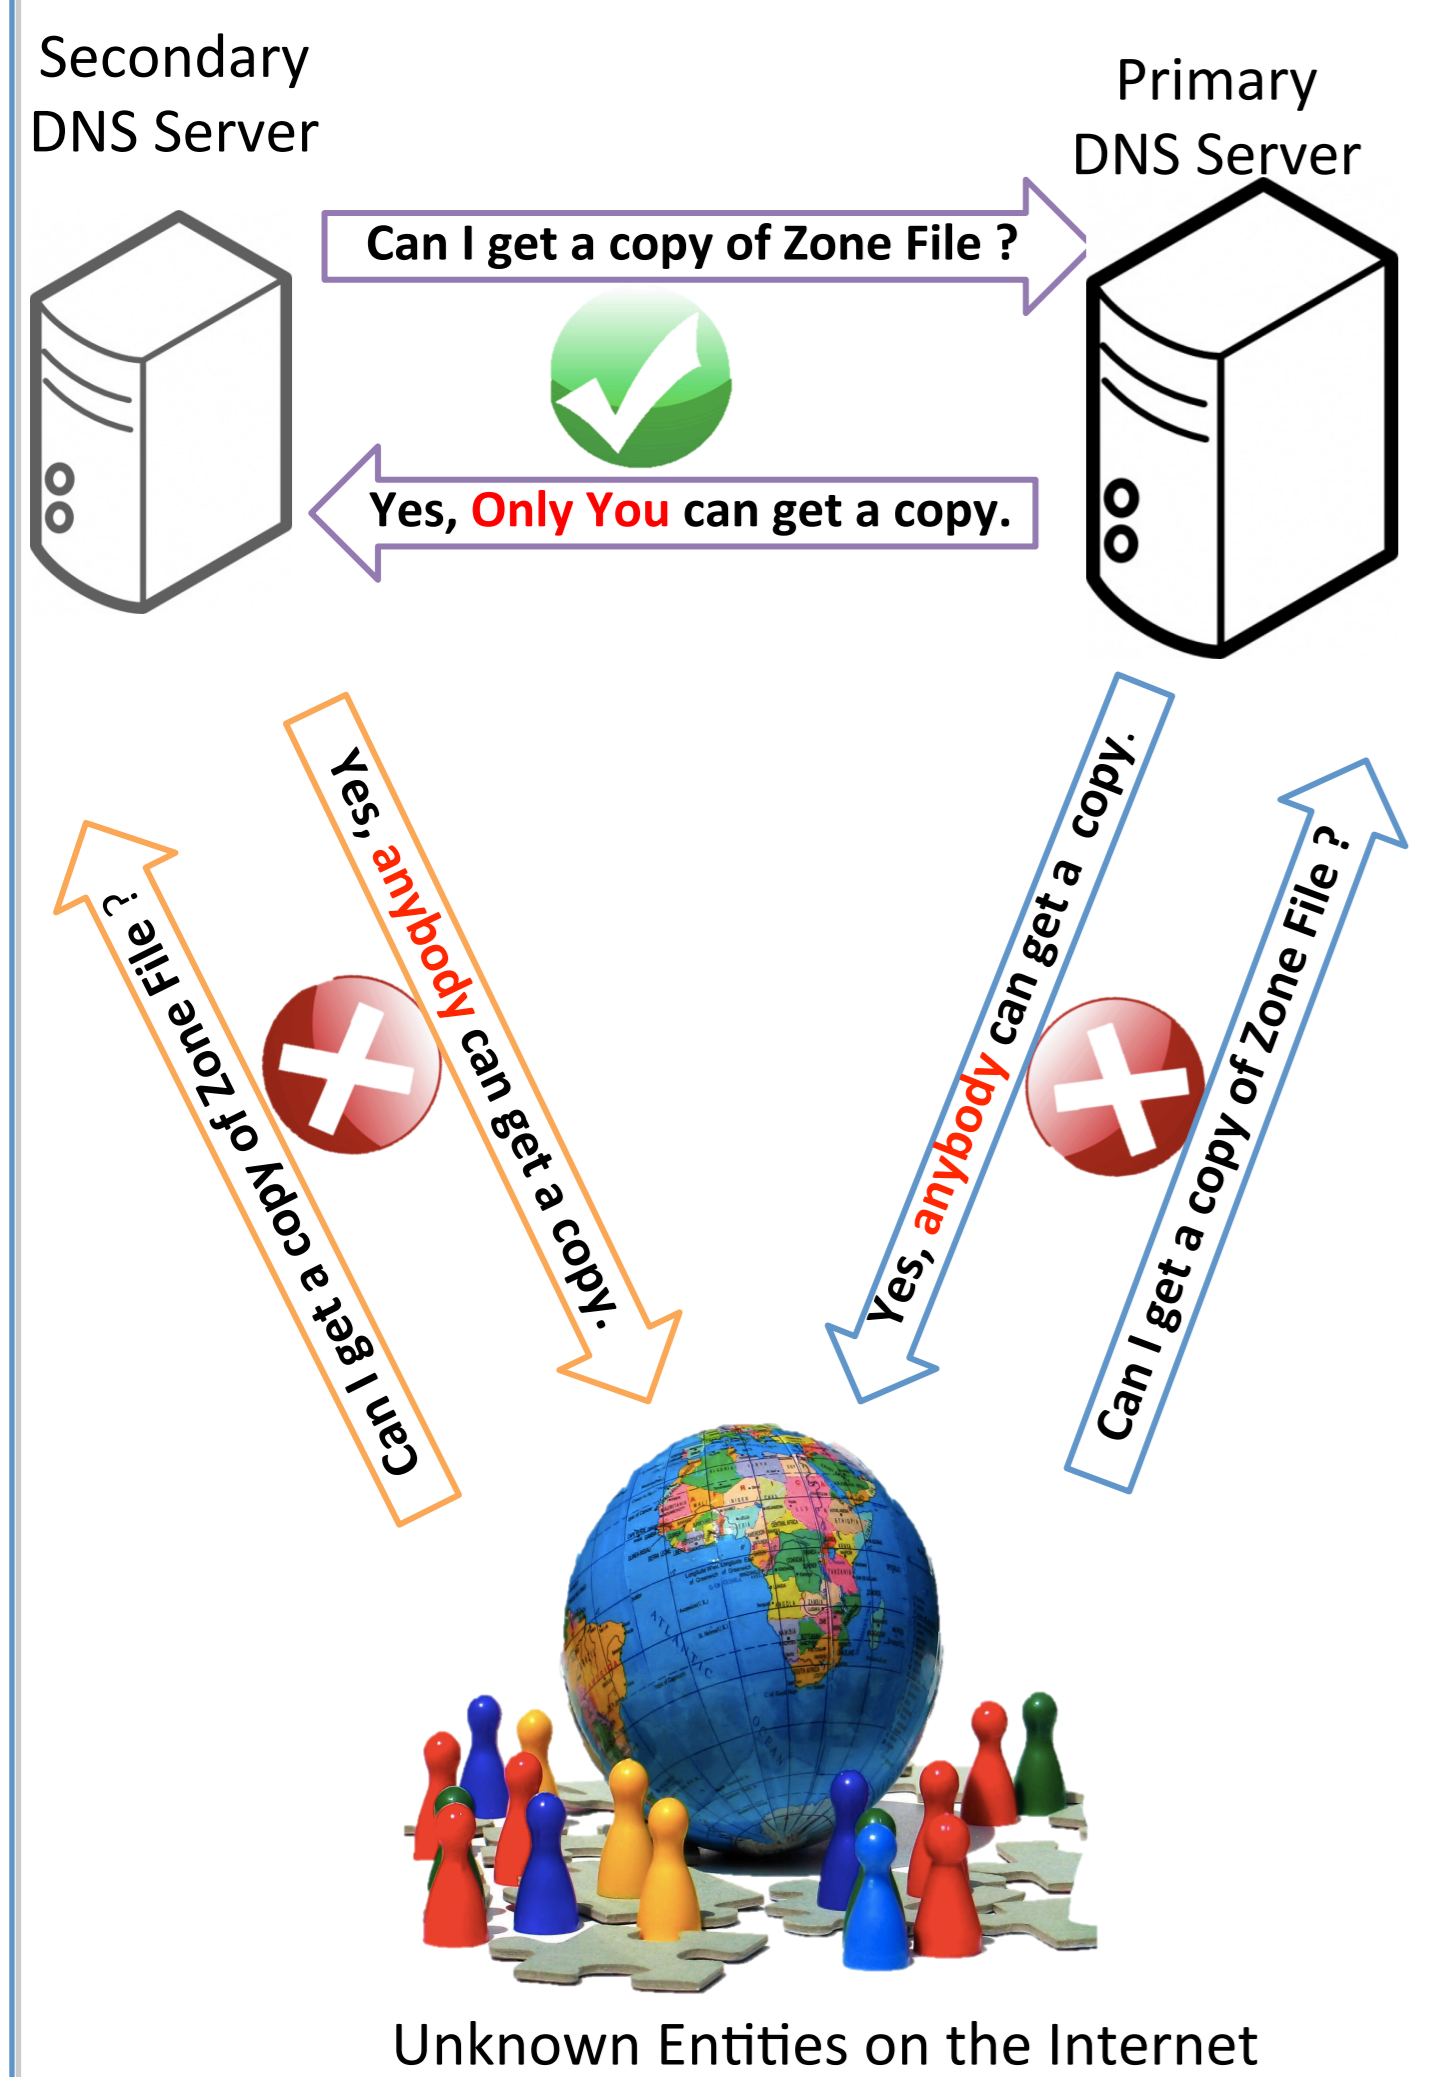 Secondary
DNS Server
Primary
DNS Server
Can I get a copy of Zone File ?
Yes, Only You can get a copy.
Yes, anybody can get a copy.
Can I get a copy of Zone File ?
Yes, anybody can get a copy.
Can I get a copy of Zone File ?
Unknown Entities on the Internet